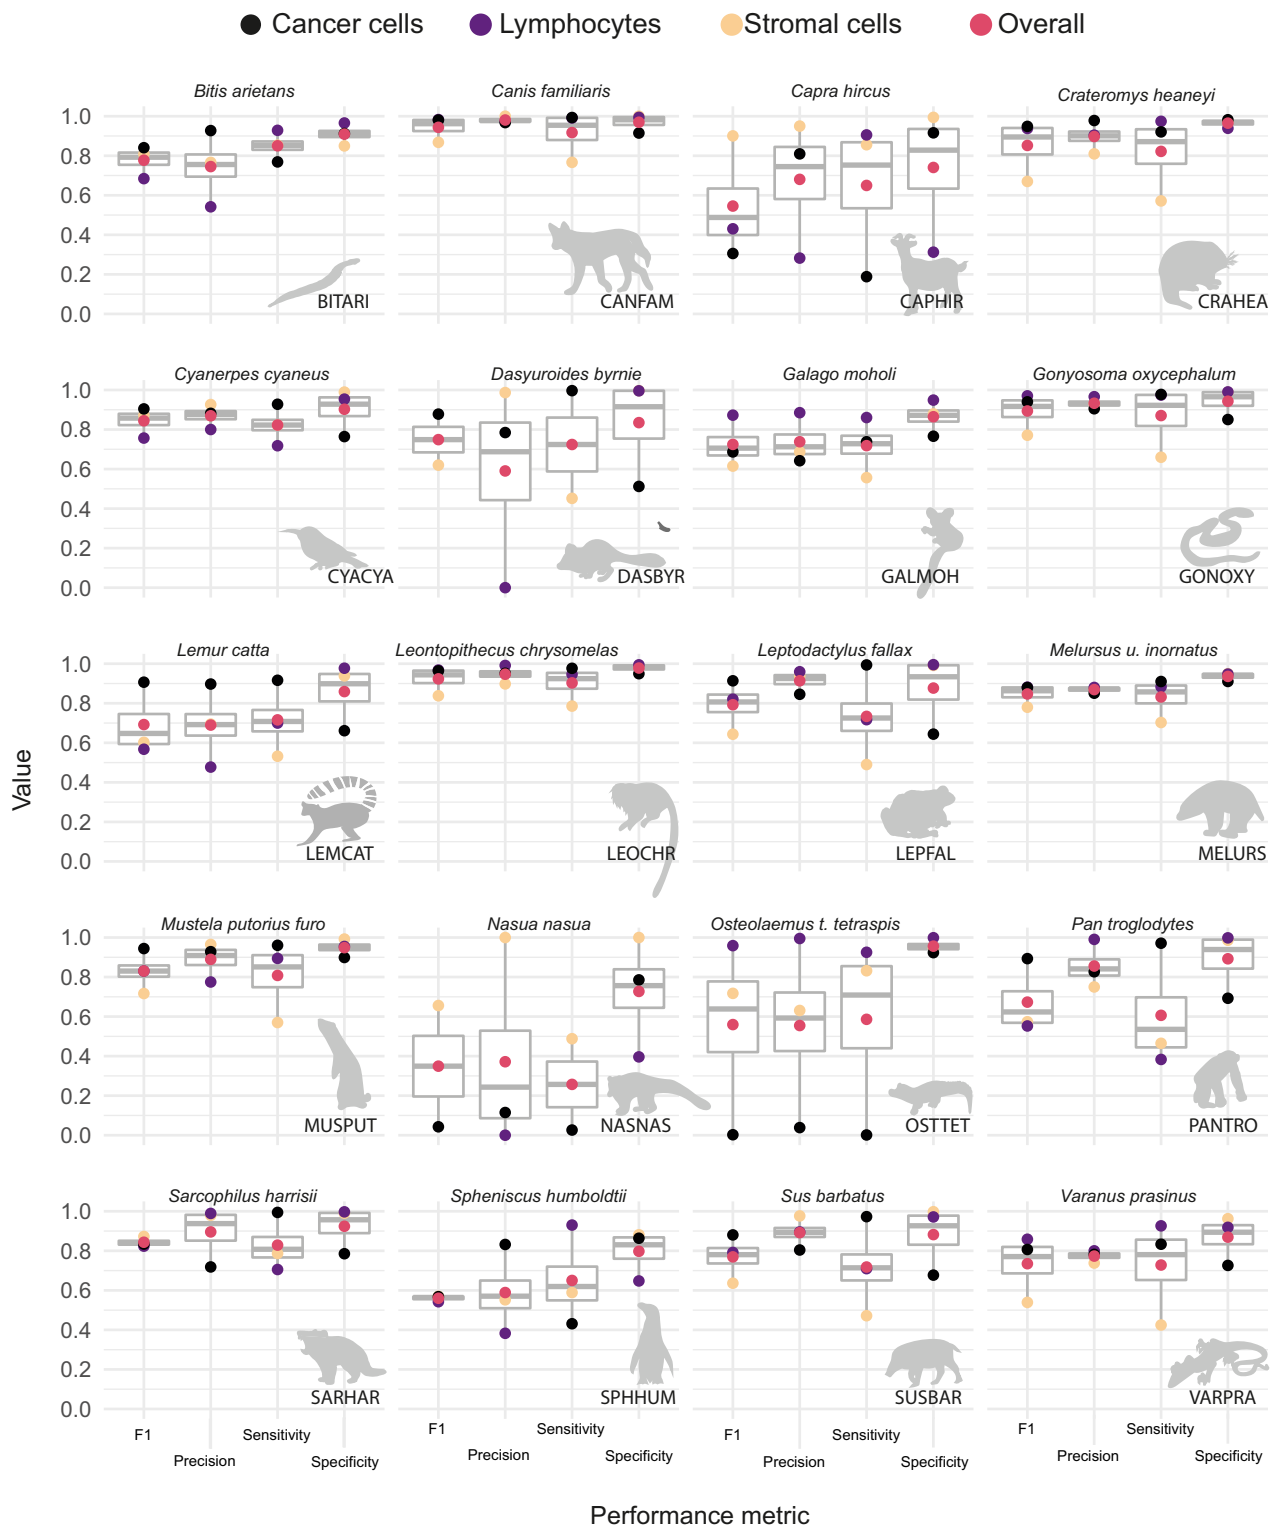 Cancer cells Lymphocytes Stromal cells Overall
Bitis arietans Canis familiaris Capra hircus Crateromys heaneyi
1.0
0.8
0.6
0.4
0.2
0.0
BITARI CANFAM CAPHIR CRAHEA
Cyanerpes cyaneus Dasyuroides byrnie Galago moholi Gonyosoma oxycephalum
1.0
0.8
0.6
0.4
0.2
0.0
CYACYA DASBYR GALMOH GONOXY
Lemur catta Leontopithecus chrysomelas Leptodactylus fallax Melursus u. inornatus
1.0
0.8
0.6
0.4
0.2
0.0
LEMCAT LEOCHR LEPFAL MELURS
Value
Mustela putorius furo Nasua nasua Osteolaemus t. tetraspis Pan troglodytes
1.0
0.8
0.6
0.4
0.2
0.0
MUSPUT NASNAS OSTTET PANTRO
Sarcophilus harrisii Spheniscus humboldtii Sus barbatus Varanus prasinus
1.0
0.8
0.6
0.4
0.2
0.0
SARHAR SPHHUM SUSBAR VARPRA
F1 Sensitivity F1 Sensitivity F1 Sensitivity F1 Sensitivity
Precision Specificity Precision Specificity Precision Specificity Precision Specificity
Performance metric